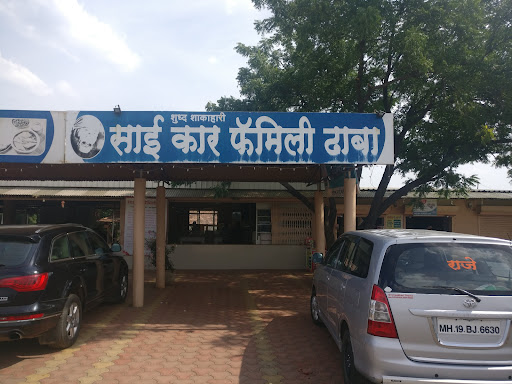 शुध्द शाकाहारी
साई कार फॅमिली ढाबा
राजे
MH.19.BJ.6630